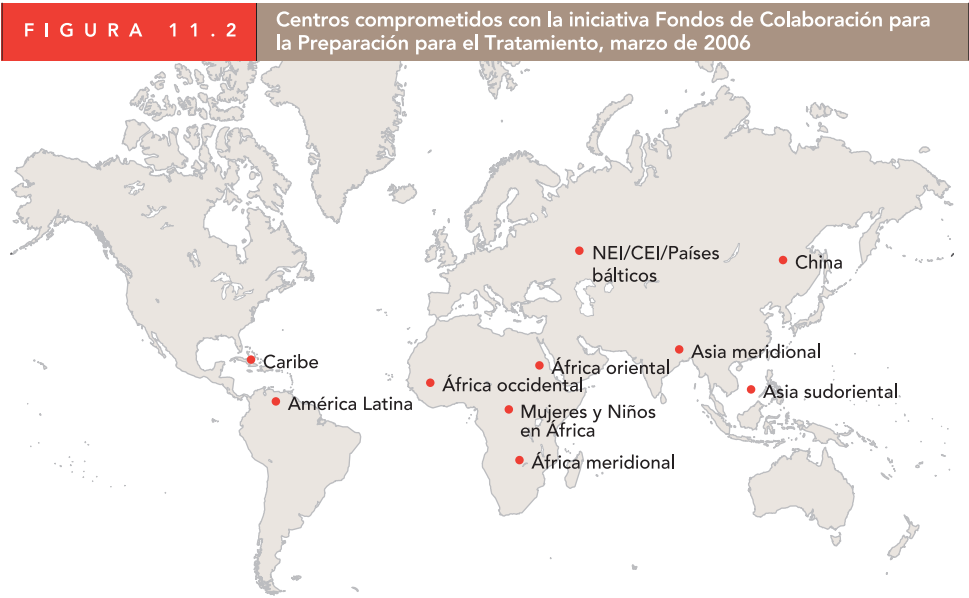 FIGURA 11.2
Centros comprometidos con la iniciativa Fondos de Colaboración para
la Preparación para el Tratamiento, marzo de 2006
NEI/CEI/Países
bálticos
China
Caribe
Asia meridional
África oriental
África occidental
Asia sudoriental
América Latina
Mujeres y Niños
en África
África meridional